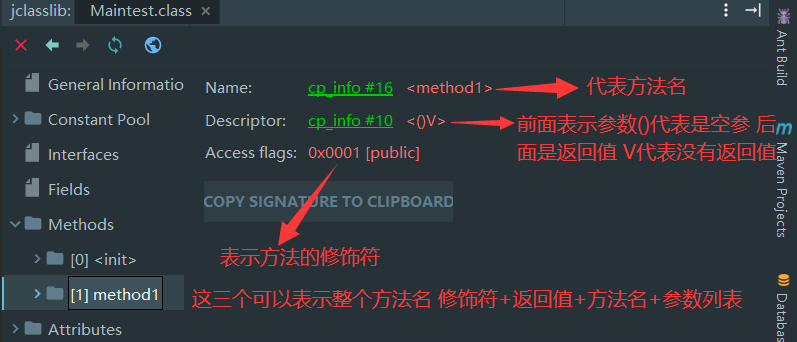 jclasslib: Maintest.class
General Informatio
Constant Pool
Interfaces
Fields
Methods
[0] <init>
[1] method1
Attributes
Name: cp_info #16 <method1>
代表方法名
Descriptor: cp_info #10 <()V>
前面表示参数()代表是空参 后
面是返回值 V代表没有返回值
Access flags: 0x0001 [public]
COPY SIGNATURE TO CLIPBOARD
表示方法的修饰符
这三个可以表示整个方法名 修饰符+返回值+方法名+参数列表
Ant Build
Maven Projects
Databas